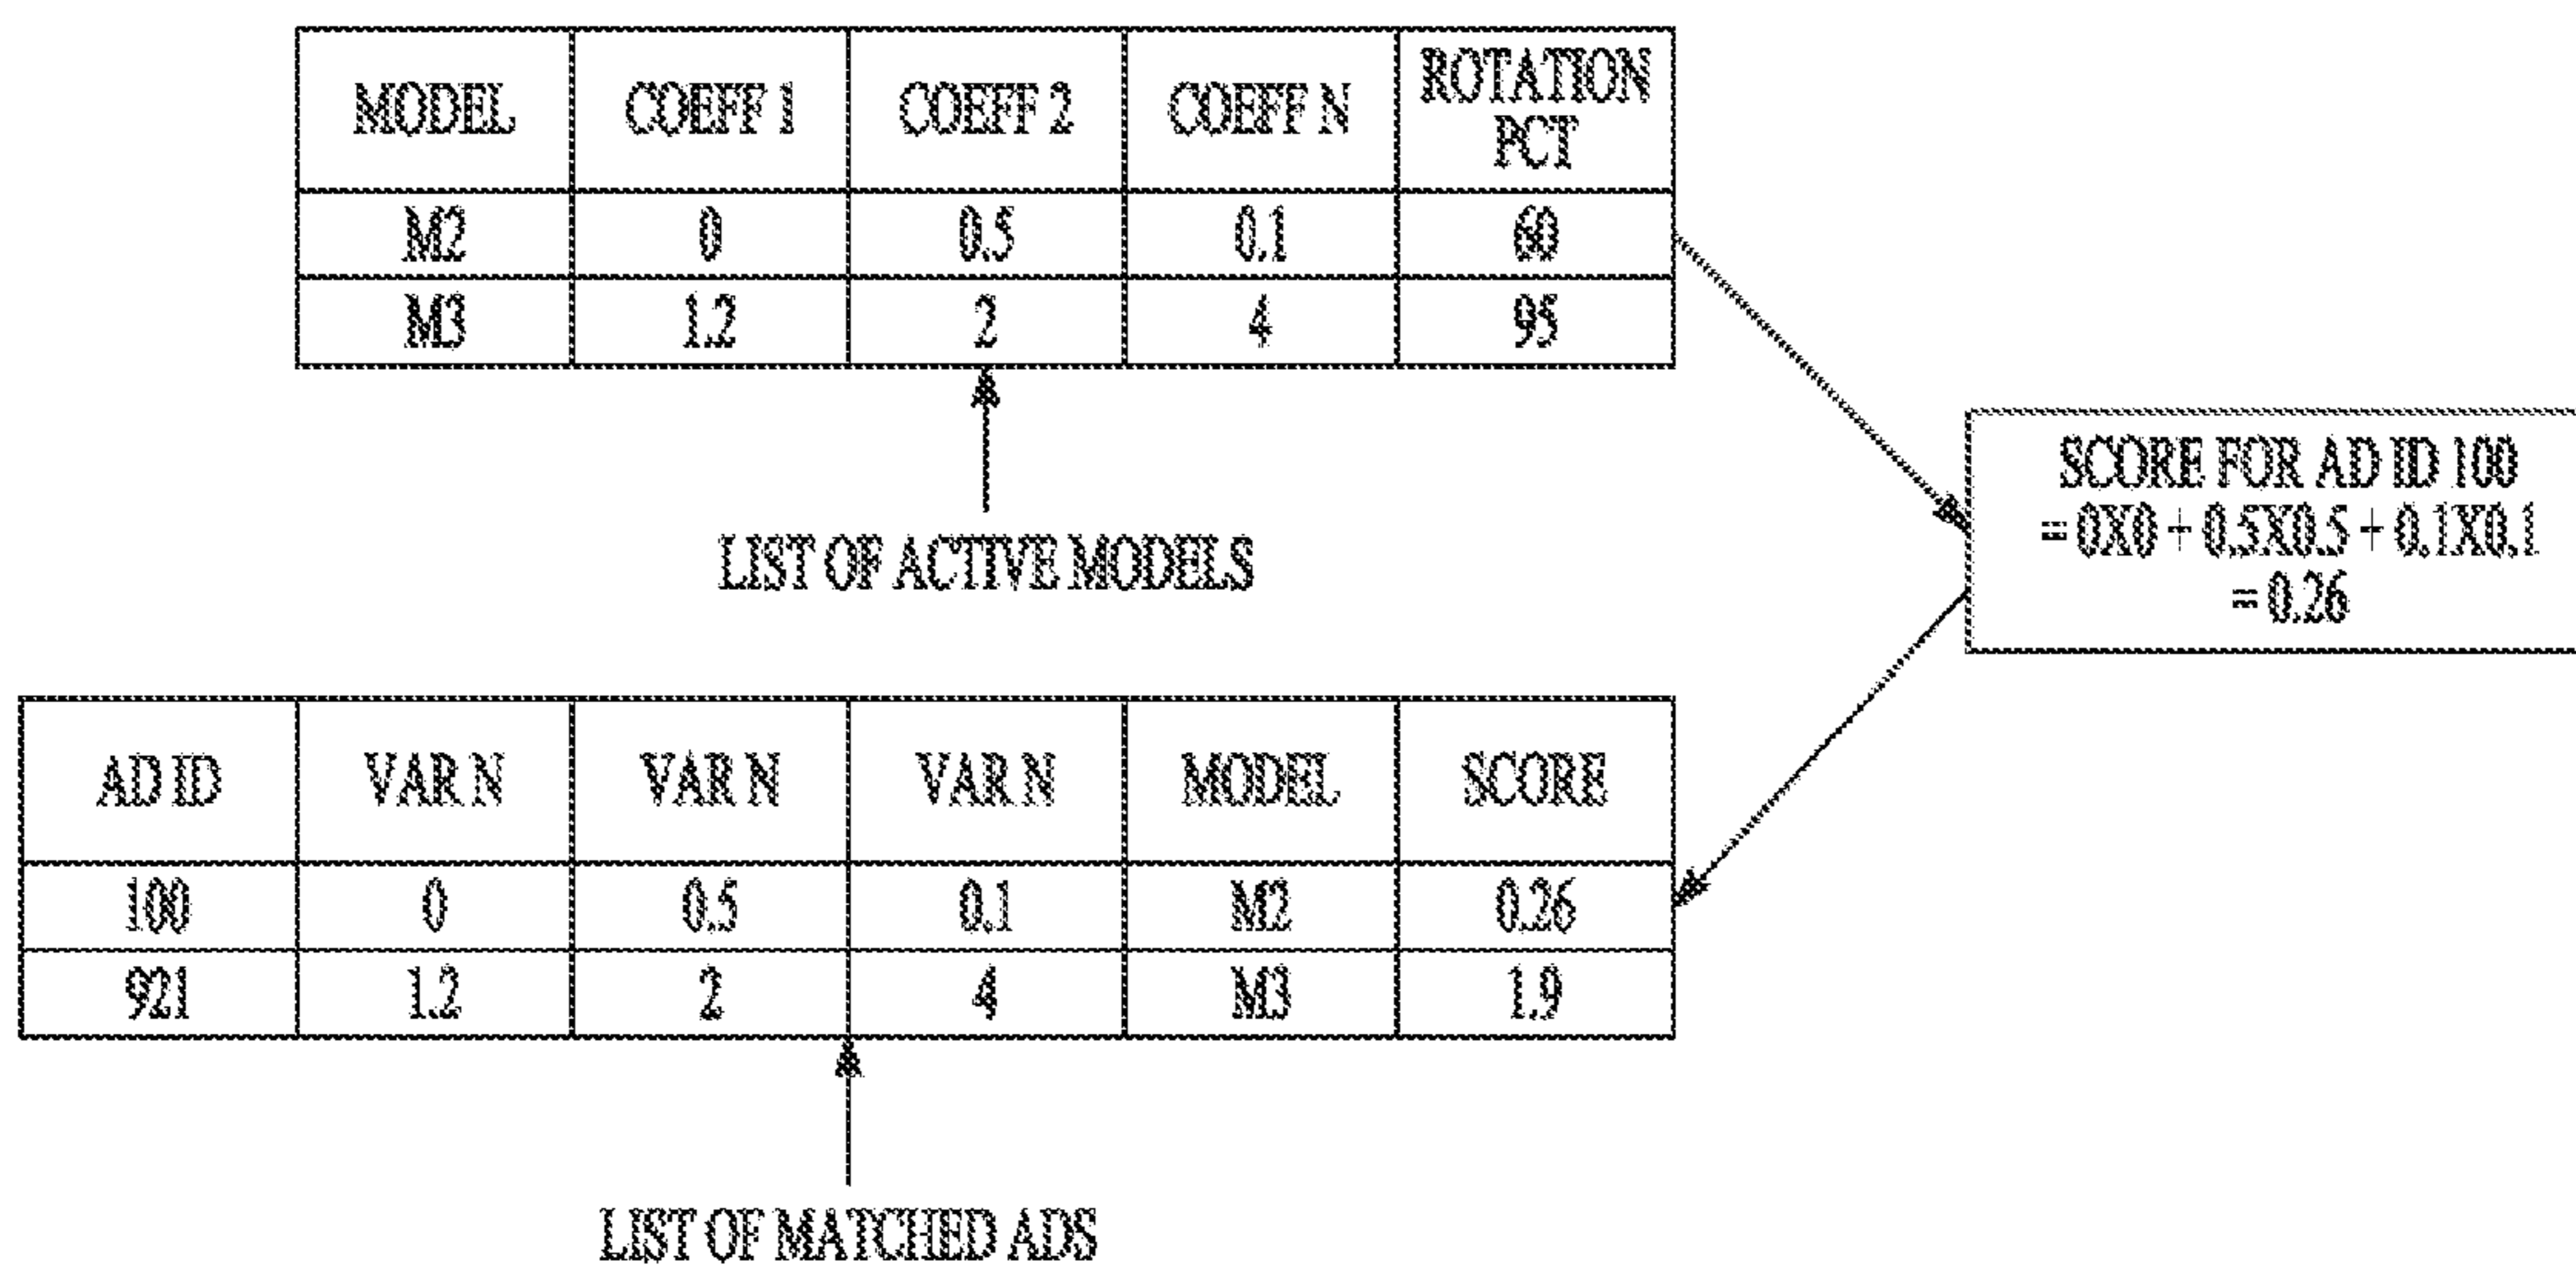 MODEL COEFF 1 COEFF 2 COEFF N ROTATION PCT
M2 0 0.5 0.1 60
M3 1.2 2 4 95
LIST OF ACTIVE MODELS
SCORE FOR AD ID 100
= 0X0 + 0.5X0.5 + 0.1X0.1
= 0.26
AD ID VAR N VAR N VAR N MODEL SCORE
100 0 0.5 0.1 M2 0.26
921 1.2 2 4 M3 1.9
LIST OF MATCHED ADS